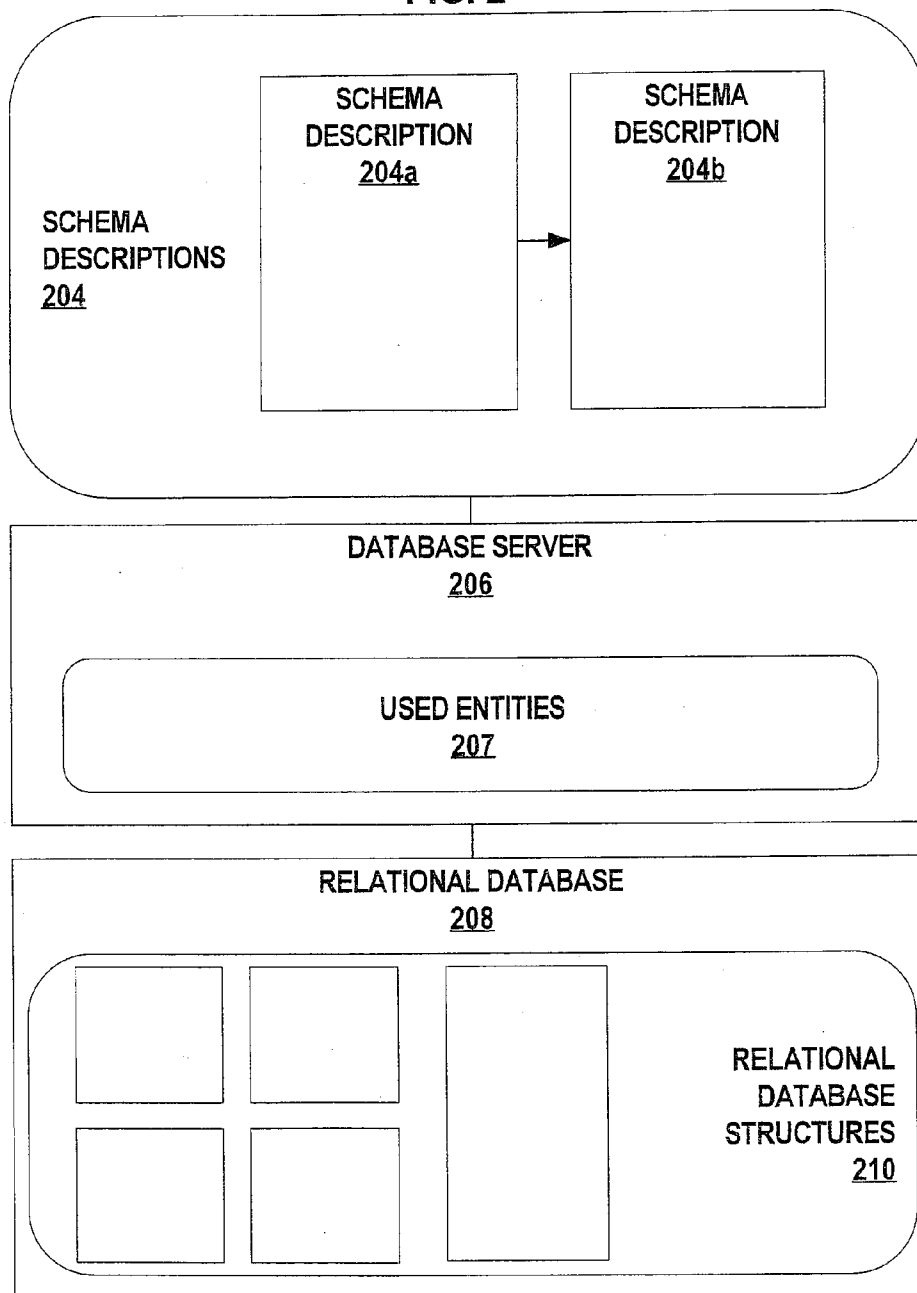 SCHEMA
DESCRIPTION
204a
SCHEMA
DESCRIPTION
204b
SCHEMA
DESCRIPTIONS
204
DATABASE SERVER
206
USED ENTITIES
207
RELATIONAL DATABASE
208
RELATIONAL
DATABASE
STRUCTURES
210